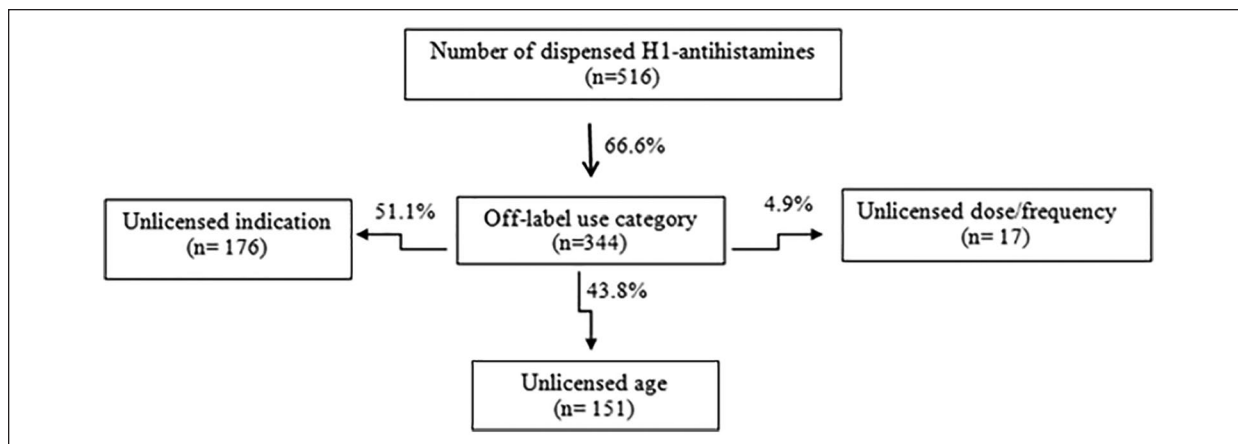 Number of dispensed H1-antihistamines
(n=516)
66.6%
Unlicensed indication
(n= 176)
51.1%
Off-label use category
(n=344)
4.9%
Unlicensed dose/frequency
(n= 17)
43.8%
Unlicensed age
(n= 151)